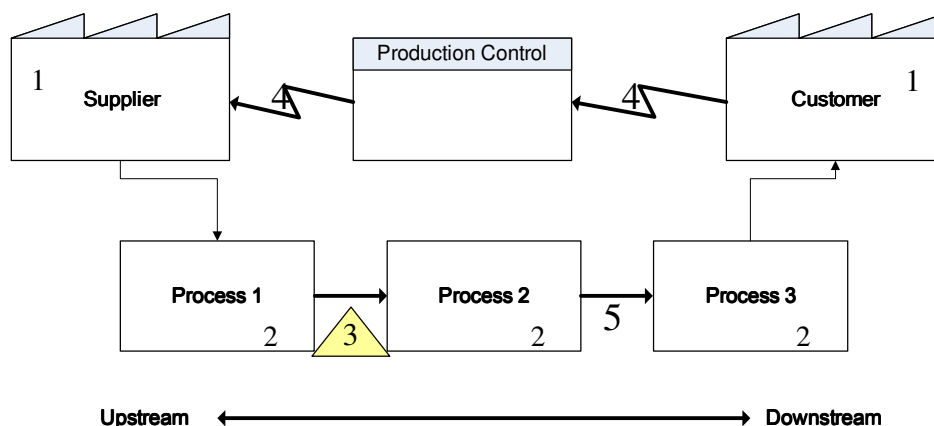 Production Control
1
Supplier
4
4
Customer
1
Process 1
2
3
Process 2
2
5
Process 3
2
Upstream
Downstream